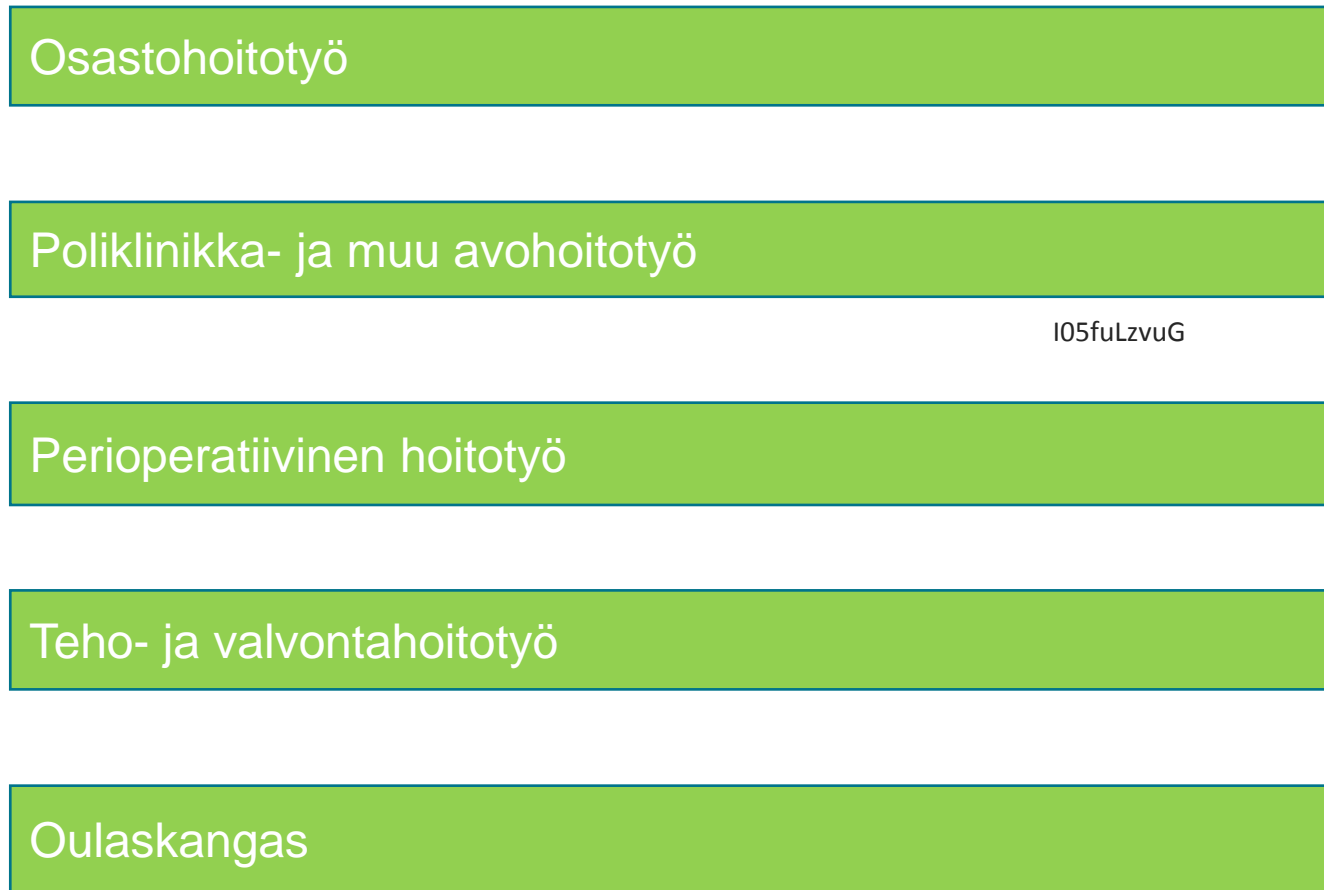 Osastohoitotyö
Poliklinikka- ja muu avohoitotyö
I05fuLzvuG
Perioperatiivinen hoitotyö
Teho- ja valvontahoitotyö
Oulaskangas